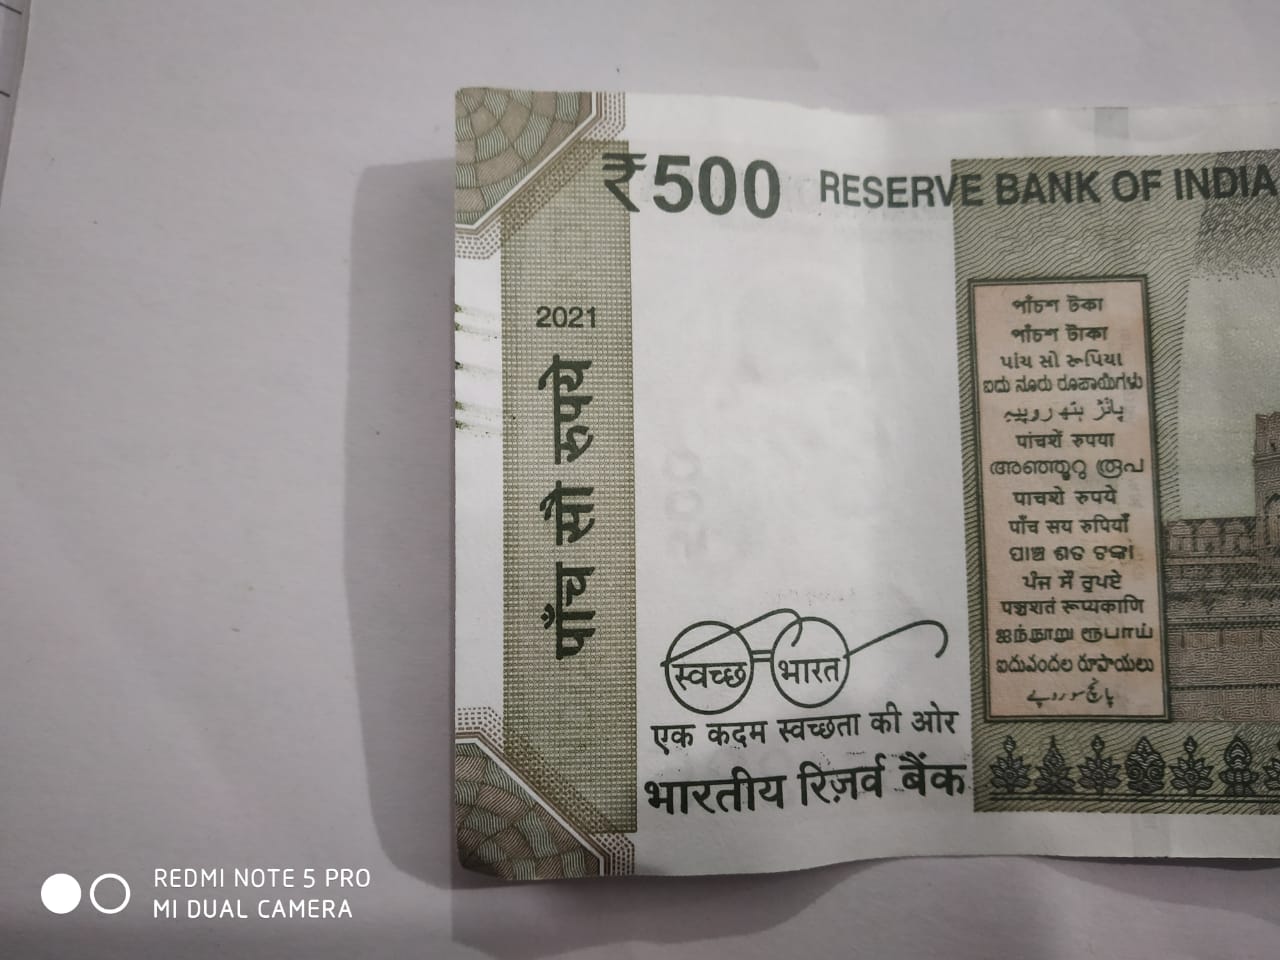 ₹500 RESERVE BANK OF INDIA
2021
पाँच सौ रुपये
পাঁচশ টকা
পাঁচশ টাকা
પાંચ સો રૂપિયા
ಐದು ನೂರು ರೂಪಾಯಿಗಳು
پانژ ہتھ روپیہ
पांचशें रुपया
അഞ്ഞൂറു രൂപ
पाचशे रुपये
पाँच सय रुपियाँ
ପାଞ୍ଚ ଶତ ଟଙ୍କା
ਪੰਜ ਸੌ ਰੁਪਏ
पञ्चशतं रूप्यकाणि
ஐந்நூறு ரூபாய்
ఐదువందల రూపాయలు
پانچ سو روپے
स्वच्छ भारत
एक कदम स्वच्छता की ओर
भारतीय रिज़र्व बैंक
REDMI NOTE 5 PRO
MI DUAL CAMERA